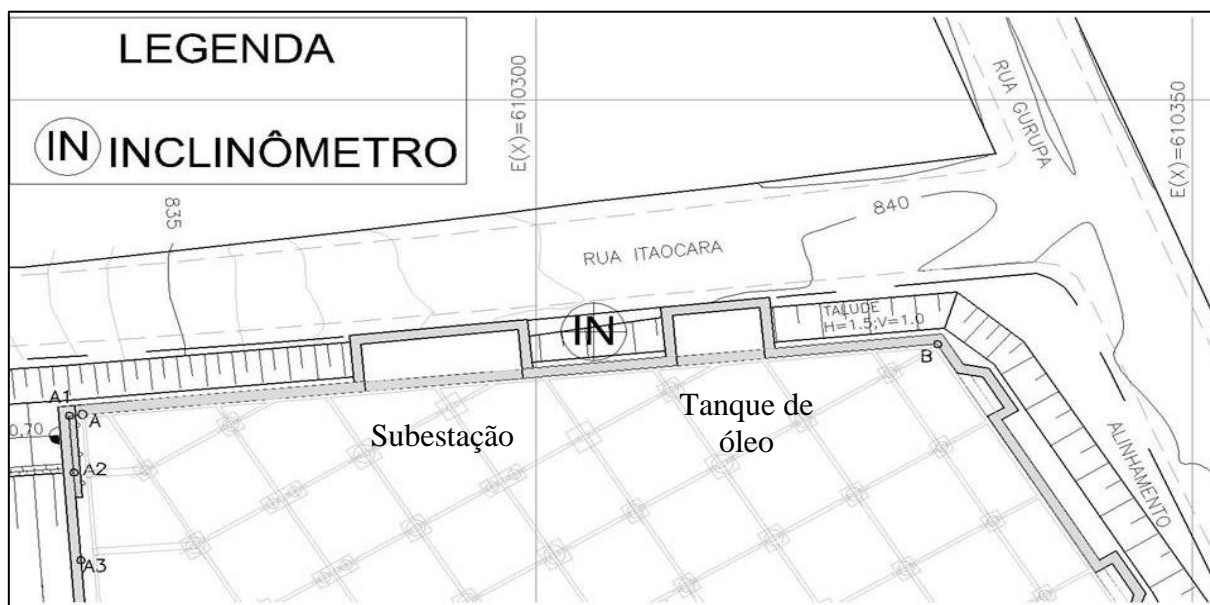 LEGENDA
IN INCLINÔMETRO
E(X)=610300
RUA GURUPA
E(X)=610350
835
840
RUA ITAOCARA
IN
TALUDE
H=1.5;V=1.0
B
A1
A
0,70
Subestação
Tanque de
óleo
ALINHAMENTO
A2
A3